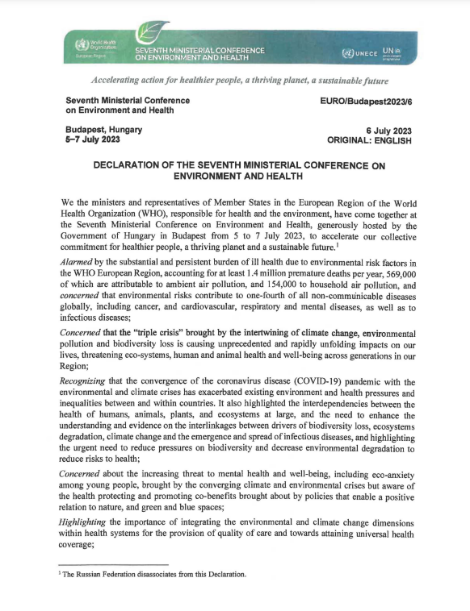 World Health
Organization
European Region
SEVENTH MINISTERIAL CONFERENCE
ON ENVIRONMENT AND HEALTH
UNECE
UN
Accelerating action for healthier people, a thriving planet, a sustainable future
Seventh Ministerial Conference
on Environment and Health
EURO/Budapest2023/6
Budapest, Hungary
5–7 July 2023
6 July 2023
ORIGINAL: ENGLISH
DECLARATION OF THE SEVENTH MINISTERIAL CONFERENCE ON
ENVIRONMENT AND HEALTH
We the ministers and representatives of Member States in the European Region of the World
Health Organization (WHO), responsible for health and the environment, have come together at
the Seventh Ministerial Conference on Environment and Health, generously hosted by the
Government of Hungary in Budapest from 5 to 7 July 2023, to accelerate our collective
commitment for healthier people, a thriving planet and a sustainable future.¹
Alarmed by the substantial and persistent burden of ill health due to environmental risk factors in
the WHO European Region, accounting for at least 1.4 million premature deaths per year, 569,000
of which are attributable to ambient air pollution, and 154,000 to household air pollution, and
concerned that environmental risks contribute to one-fourth of all non-communicable diseases
globally, including cancer, and cardiovascular, respiratory and mental diseases, as well as to
infectious diseases;
Concerned that the “triple crisis” brought by the intertwining of climate change, environmental
pollution and biodiversity loss is causing unprecedented and rapidly unfolding impacts on our
lives, threatening eco-systems, human and animal health and well-being across generations in our
Region;
Recognizing that the convergence of the coronavirus disease (COVID-19) pandemic with the
environmental and climate crises has exacerbated existing environment and health pressures and
inequalities between and within countries. It also highlighted the interdependencies between the
health of humans, animals, plants, and ecosystems at large, and the need to enhance the
understanding and evidence on the interlinkages between drivers of biodiversity loss, ecosystems
degradation, climate change and the emergence and spread of infectious diseases, and highlighting
the urgent need to reduce pressures on biodiversity and decrease environmental degradation to
reduce risks to health;
Concerned about the increasing threat to mental health and well-being, including eco-anxiety
among young people, brought by the converging climate and environmental crises but aware of
the health protecting and promoting co-benefits brought about by policies that enable a positive
relation to nature, and green and blue spaces;
Highlighting the importance of integrating the environmental and climate change dimensions
within health systems for the provision of quality of care and towards attaining universal health
coverage;
¹ The Russian Federation disassociates from this Declaration.